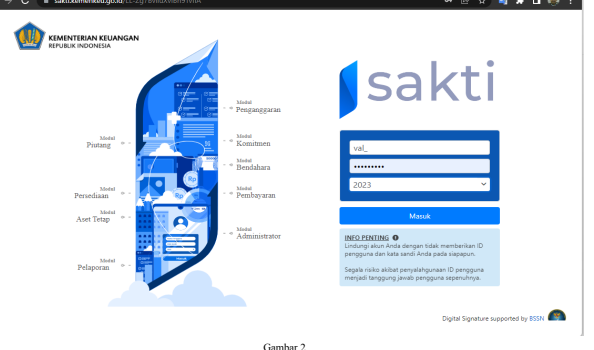 sakti.kemenkeu.go.id/
KEMENTERIAN KEUANGAN
REPUBLIK INDONESIA
Modul
Penganggaran
Modul
Komitmen
Modul
Piutang
Modul
Bendahara
Modul
Persediaan
Modul
Pembayaran
Modul
Aset Tetap
Modul
Administrator
Modul
Pelaporan
Rp
Rp
sakti
val_
•••••••••
2023
Masuk
INFO PENTING
Lindungi akun Anda dengan tidak memberikan ID
pengguna dan kata sandi Anda pada siapapun.
Segala risiko akibat penyalahgunaan ID pengguna
menjadi tanggung jawab pengguna sepenuhnya.
Digital Signature supported by BSSN
Gambar 2